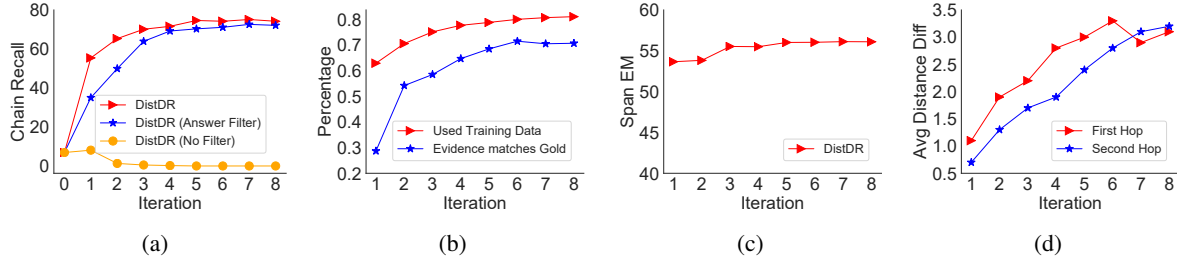 Chain Recall
80
60
40
20
0
DistDR
DistDR (Answer Filter)
DistDR (No Filter)
0 1 2 3 4 5 6 7 8
Iteration
(a)
Percentage
0.8
0.7
0.6
0.5
0.4
0.3
0.2
Used Training Data
Evidence matches Gold
1 2 3 4 5 6 7 8
Iteration
(b)
Span EM
60
55
50
45
40
DistDR
1 2 3 4 5 6 7 8
Iteration
(c)
Avg Distance Diff
3.5
3.0
2.5
2.0
1.5
1.0
0.5
First Hop
Second Hop
1 2 3 4 5 6 7 8
Iteration
(d)